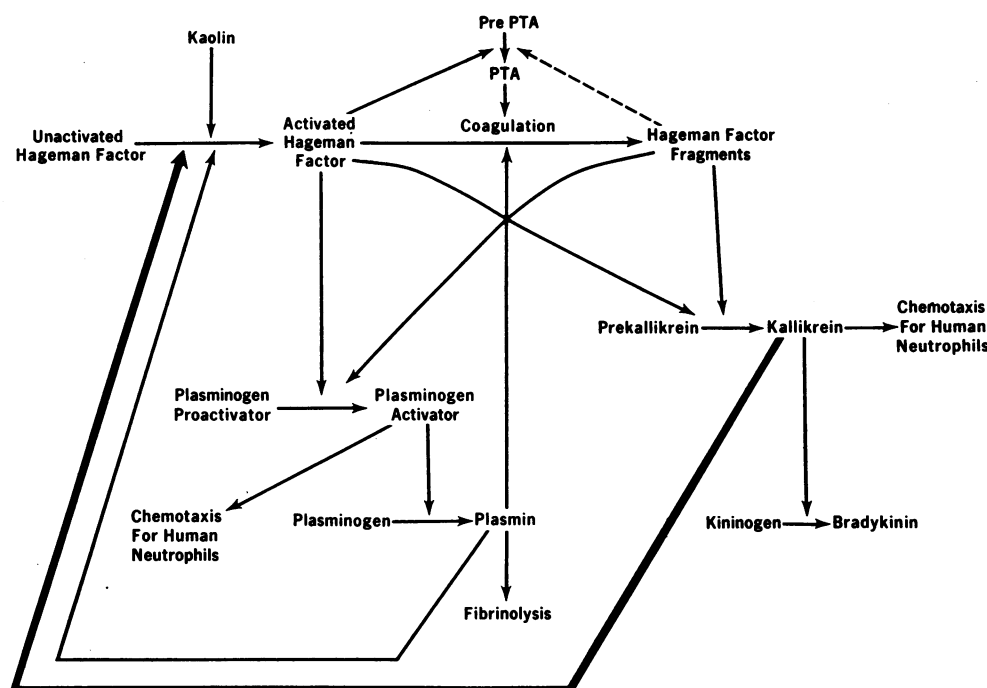 Pre PTA
Kaolin
PTA
Unactivated
Hageman Factor
Activated
Hageman
Factor
Coagulation
Hageman Factor
Fragments
Prekallikrein
Kallikrein
Chemotaxis
For Human
Neutrophils
Plasminogen
Proactivator
Plasminogen
Activator
Chemotaxis
For Human
Neutrophils
Plasminogen
Plasmin
Kininogen
Bradykinin
Fibrinolysis